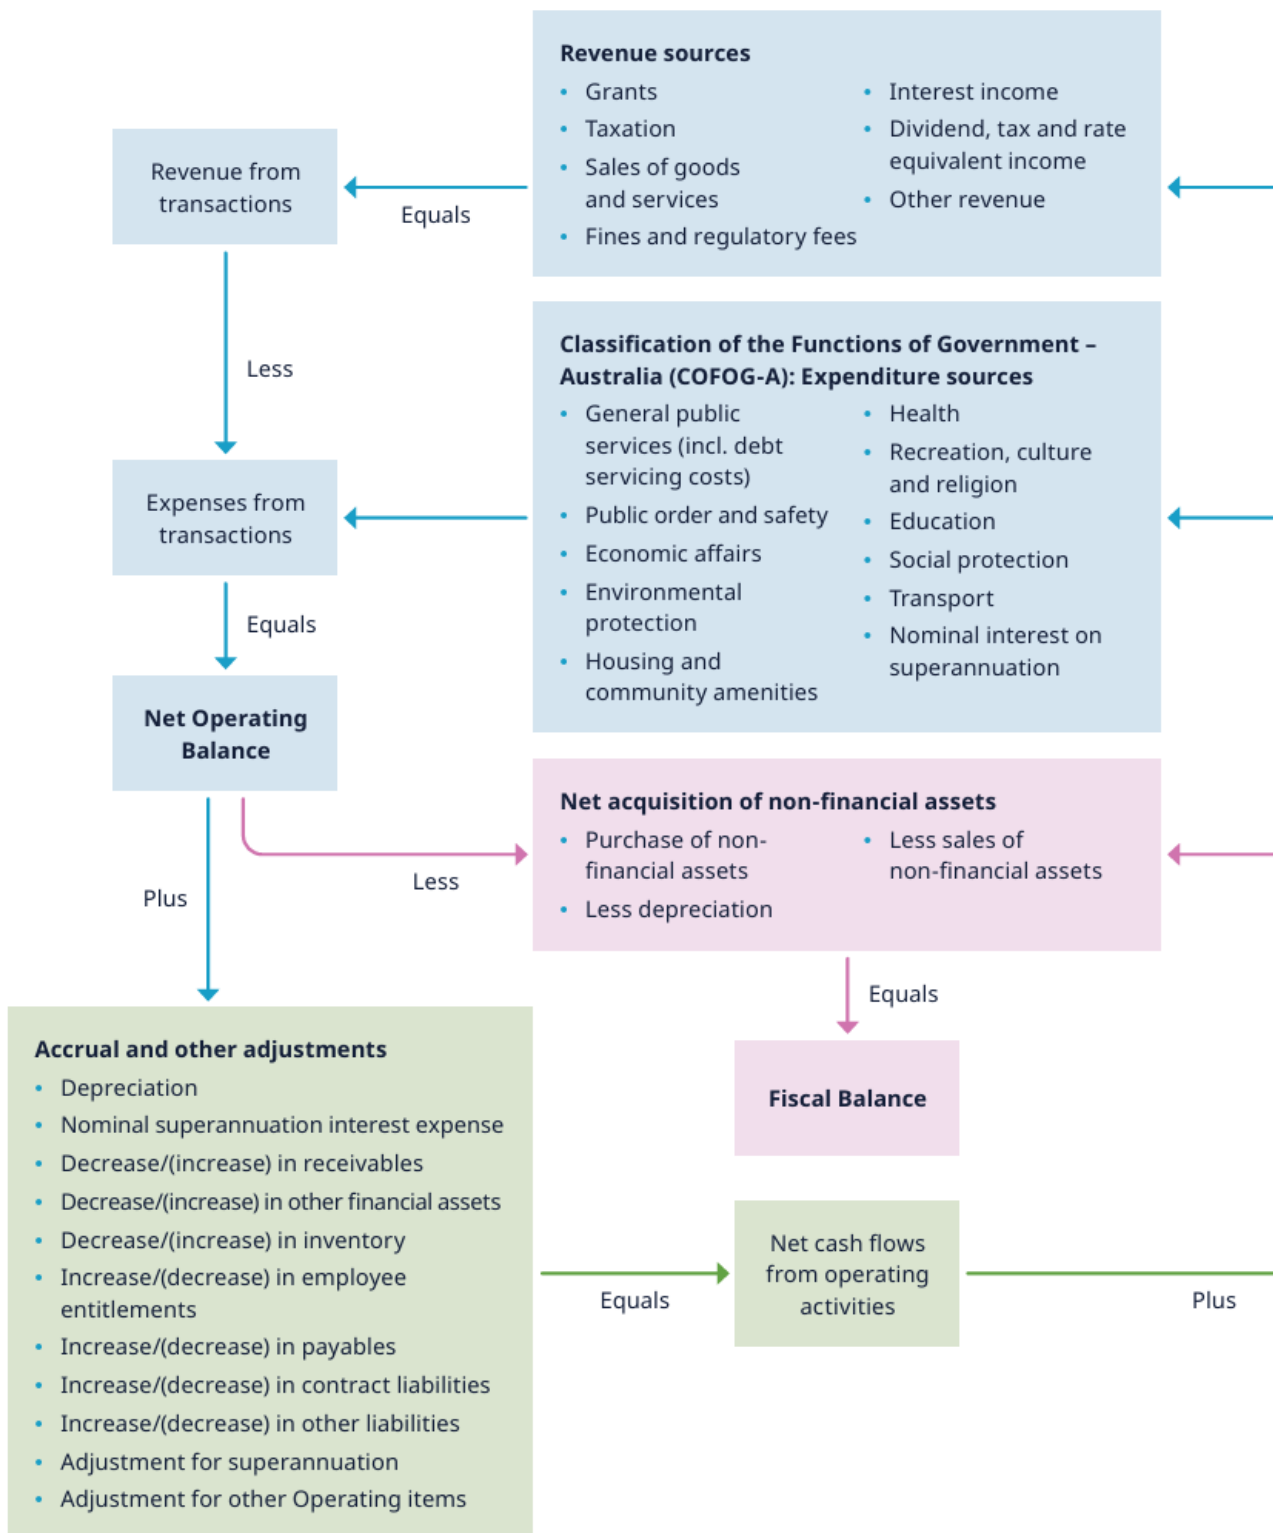 Revenue sources
• Grants
• Taxation
• Sales of goods
and services
• Fines and regulatory fees
• Interest income
• Dividend, tax and rate
equivalent income
• Other revenue
Revenue from
transactions
Equals
Less
Classification of the Functions of Government –
Australia (COFOG-A): Expenditure sources
• General public
services (incl. debt
servicing costs)
• Public order and safety
• Economic affairs
• Environmental
protection
• Housing and
community amenities
• Health
• Recreation, culture
and religion
• Education
• Social protection
• Transport
• Nominal interest on
superannuation
Expenses from
transactions
Equals
Net Operating
Balance
Less
Plus
Net acquisition of non-financial assets
• Purchase of non-
financial assets
• Less depreciation
• Less sales of
non-financial assets
Equals
Fiscal Balance
Accrual and other adjustments
• Depreciation
• Nominal superannuation interest expense
• Decrease/(increase) in receivables
• Decrease/(increase) in other financial assets
• Decrease/(increase) in inventory
• Increase/(decrease) in employee
entitlements
• Increase/(decrease) in payables
• Increase/(decrease) in contract liabilities
• Increase/(decrease) in other liabilities
• Adjustment for superannuation
• Adjustment for other Operating items
Equals
Net cash flows
from operating
activities
Plus